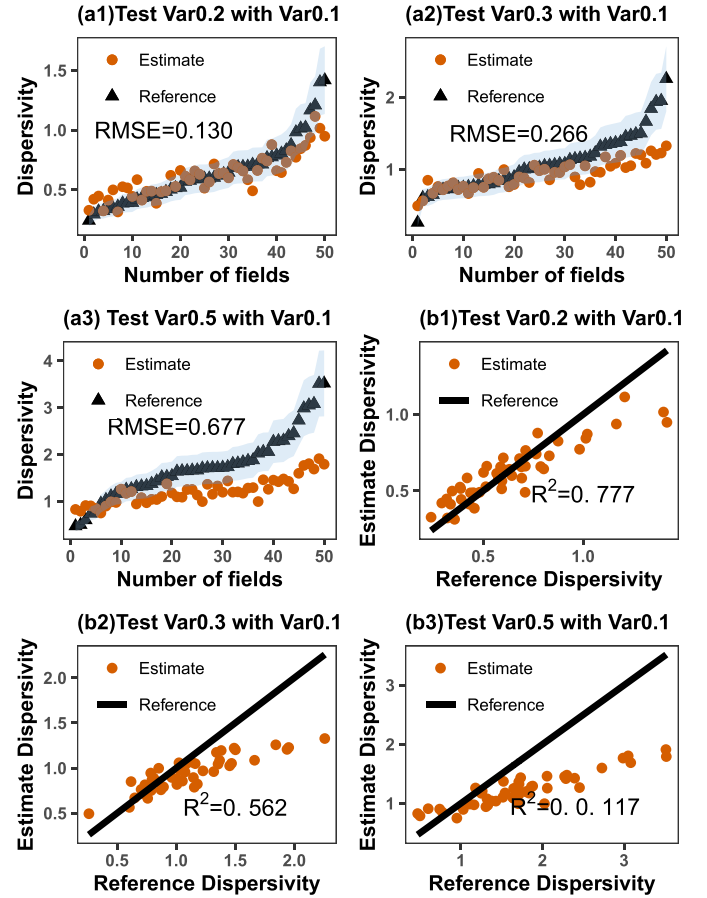 (a1)Test Var0.2 with Var0.1
Dispersivity
1.5
1.0
0.5
Estimate
Reference
RMSE=0.130
0 10 20 30 40 50
Number of fields
(a2)Test Var0.3 with Var0.1
Dispersivity
2
1
Estimate
Reference
RMSE=0.266
0 10 20 30 40 50
Number of fields
(a3) Test Var0.5 with Var0.1
Dispersivity
4
3
2
1
Estimate
Reference
RMSE=0.677
0 10 20 30 40 50
Number of fields
(b1)Test Var0.2 with Var0.1
Estimate Dispersivity
1.0
0.5
Estimate
Reference
R²=0. 777
0.5 1.0
Reference Dispersivity
(b2)Test Var0.3 with Var0.1
Estimate Dispersivity
2.0
1.5
1.0
0.5
Estimate
Reference
R²=0. 562
0.5 1.0 1.5 2.0
Reference Dispersivity
(b3)Test Var0.5 with Var0.1
Estimate Dispersivity
3
2
1
Estimate
Reference
R²=0. 0. 117
1 2 3
Reference Dispersivity